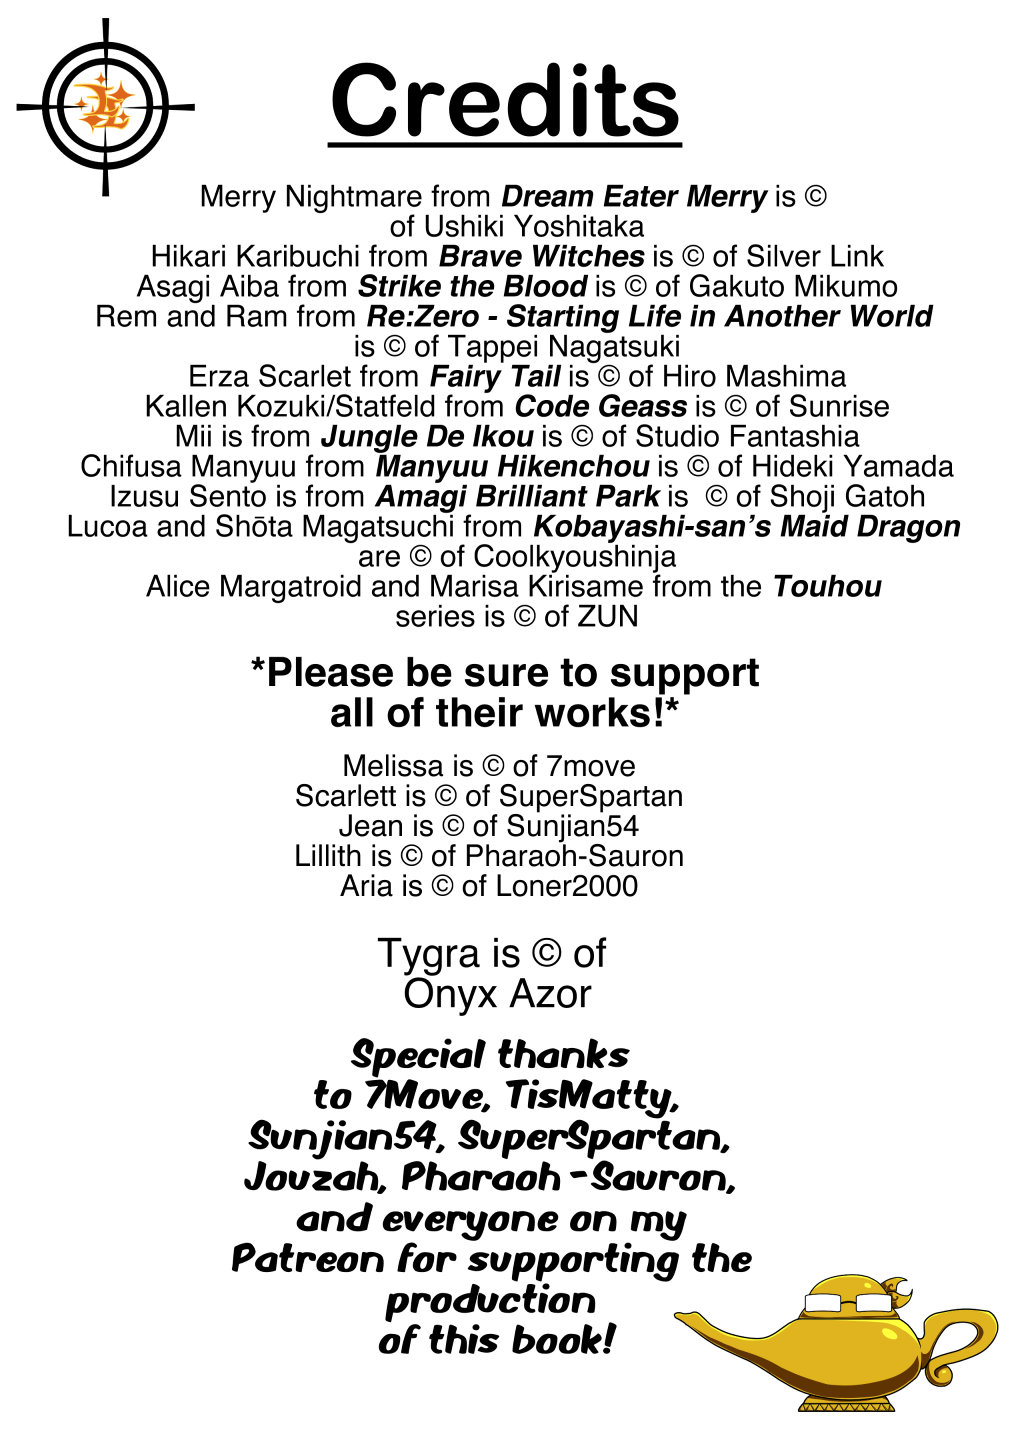 Credits
Merry Nightmare from Dream Eater Merry is ©
of Ushiki Yoshitaka
Hikari Karibuchi from Brave Witches is © of Silver Link
Asagi Aiba from Strike the Blood is © of Gakuto Mikumo
Rem and Ram from Re:Zero - Starting Life in Another World
is © of Tappei Nagatsuki
Erza Scarlet from Fairy Tail is © of Hiro Mashima
Kallen Kozuki/Statfeld from Code Geass is © of Sunrise
Mii is from Jungle De Ikou is © of Studio Fantashia
Chifusa Manyuu from Manyuu Hikenchou is © of Hideki Yamada
Izusu Sento is from Amagi Brilliant Park is © of Shoji Gatoh
Lucoa and Shōta Magatsuchi from Kobayashi-san's Maid Dragon
are © of Coolkyoushinja
Alice Margatroid and Marisa Kirisame from the Touhou
series is © of ZUN
*Please be sure to support
all of their works!*
Melissa is © of 7move
Scarlett is © of SuperSpartan
Jean is © of Sunjian54
Lillith is © of Pharaoh-Sauron
Aria is © of Loner2000
Tygra is © of
Onyx Azor
Special thanks
to 7Move, TisMatty,
Sunjian54, SuperSpartan,
Jouzah, Pharaoh-Sauron,
and everyone on my
Patreon for supporting the
production
of this book!